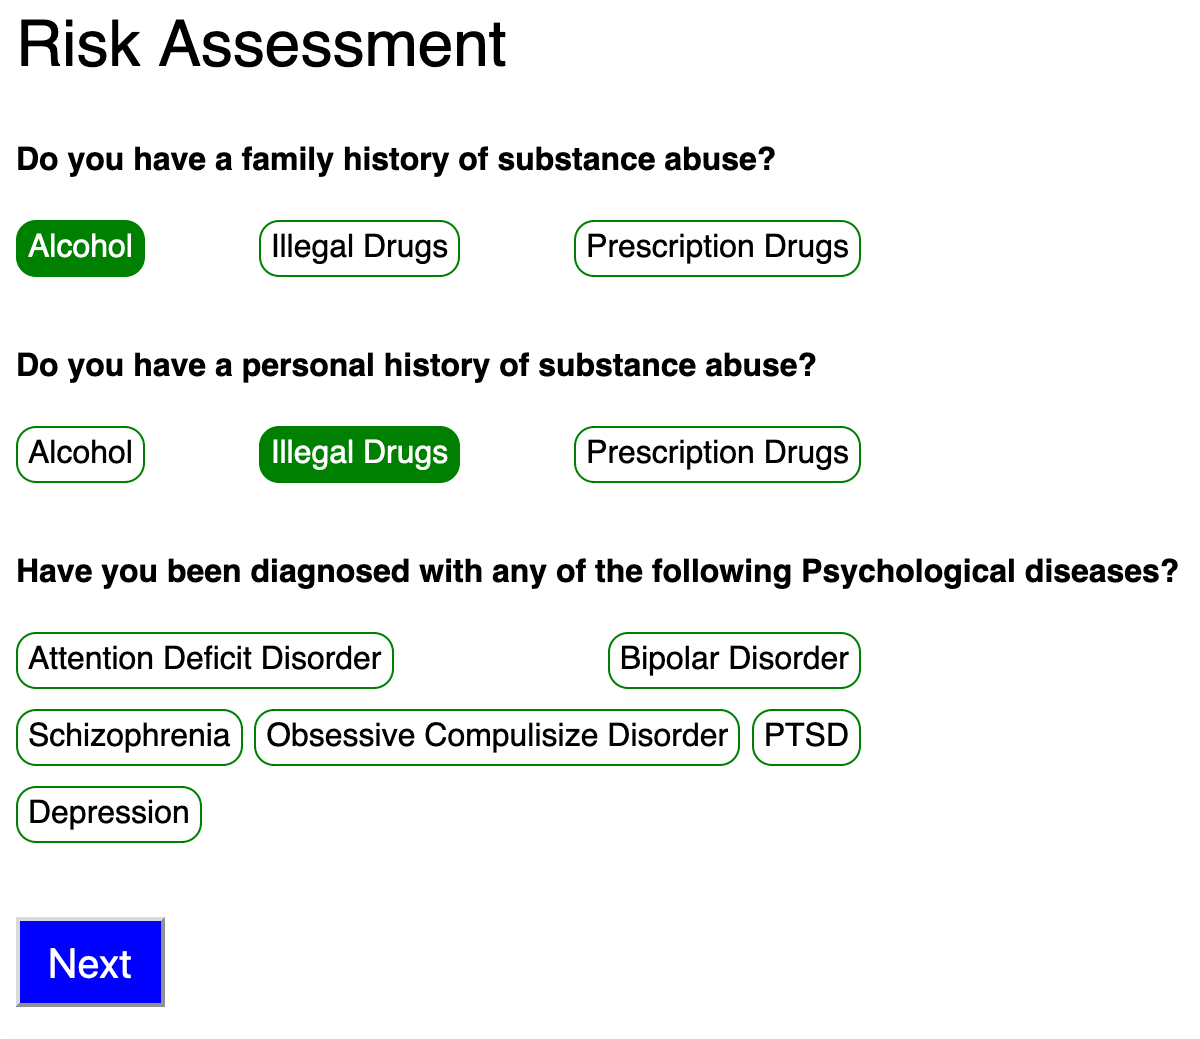 Risk Assessment
Do you have a family history of substance abuse?
Alcohol Illegal Drugs Prescription Drugs
Do you have a personal history of substance abuse?
Alcohol Illegal Drugs Prescription Drugs
Have you been diagnosed with any of the following Psychological diseases?
Attention Deficit Disorder Bipolar Disorder
Schizophrenia Obsessive Compulisize Disorder PTSD
Depression
Next